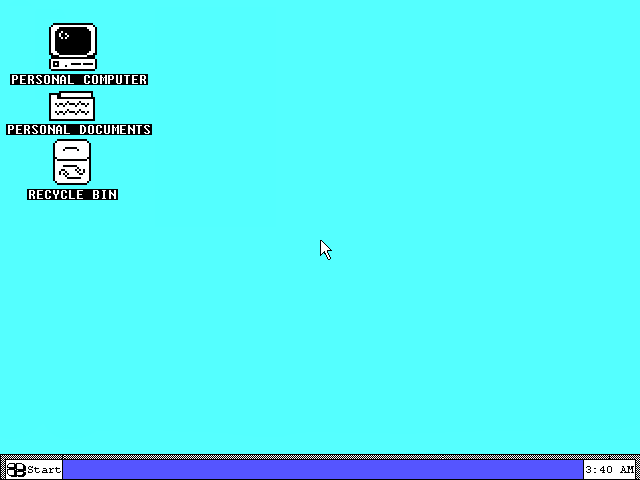 PERSONAL COMPUTER
PERSONAL DOCUMENTS
RECYCLE BIN
Start
3:40 AM